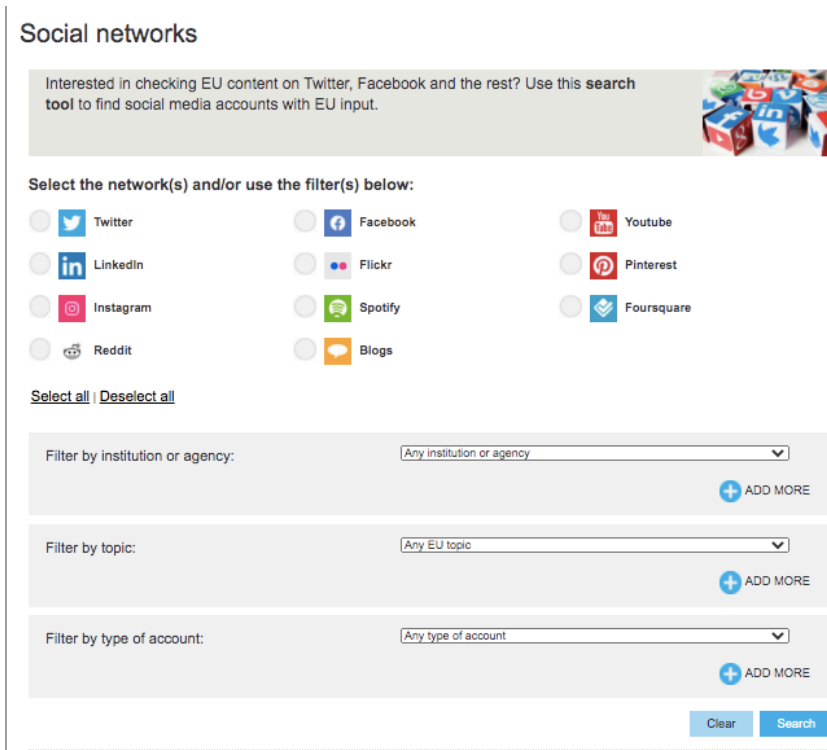 Social networks
Interested in checking EU content on Twitter, Facebook and the rest? Use this search
tool to find social media accounts with EU input.
Select the network(s) and/or use the filter(s) below:
Twitter
Facebook
You
Tube
Youtube
in
LinkedIn
Flickr
Pinterest
Instagram
Spotify
Foursquare
Reddit
Blogs
Select all | Deselect all
Filter by institution or agency:
Any institution or agency
ADD MORE
Filter by topic:
Any EU topic
ADD MORE
Filter by type of account:
Any type of account
ADD MORE
Clear
Search